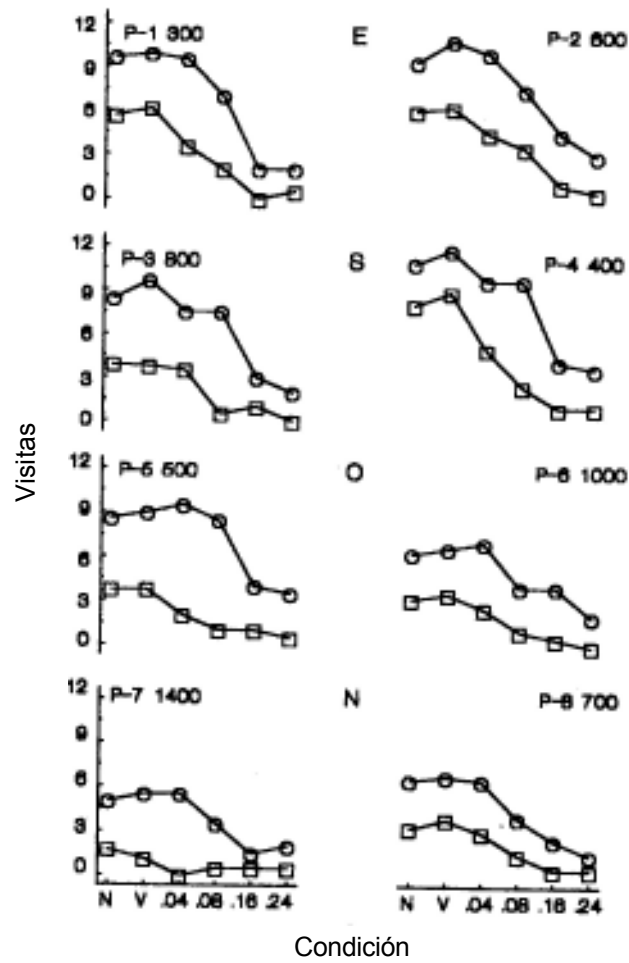 12
9
6
3
0
P-1 300
E
P-2 600
12
9
6
3
0
P-3 800
S
P-4 400
Visitas
12
9
6
3
0
P-5 500
O
P-6 1000
12
9
6
3
0
P-7 1400
N
P-8 700
N V .04 .08 .16 .24
N V .04 .08 .16 .24
Condición